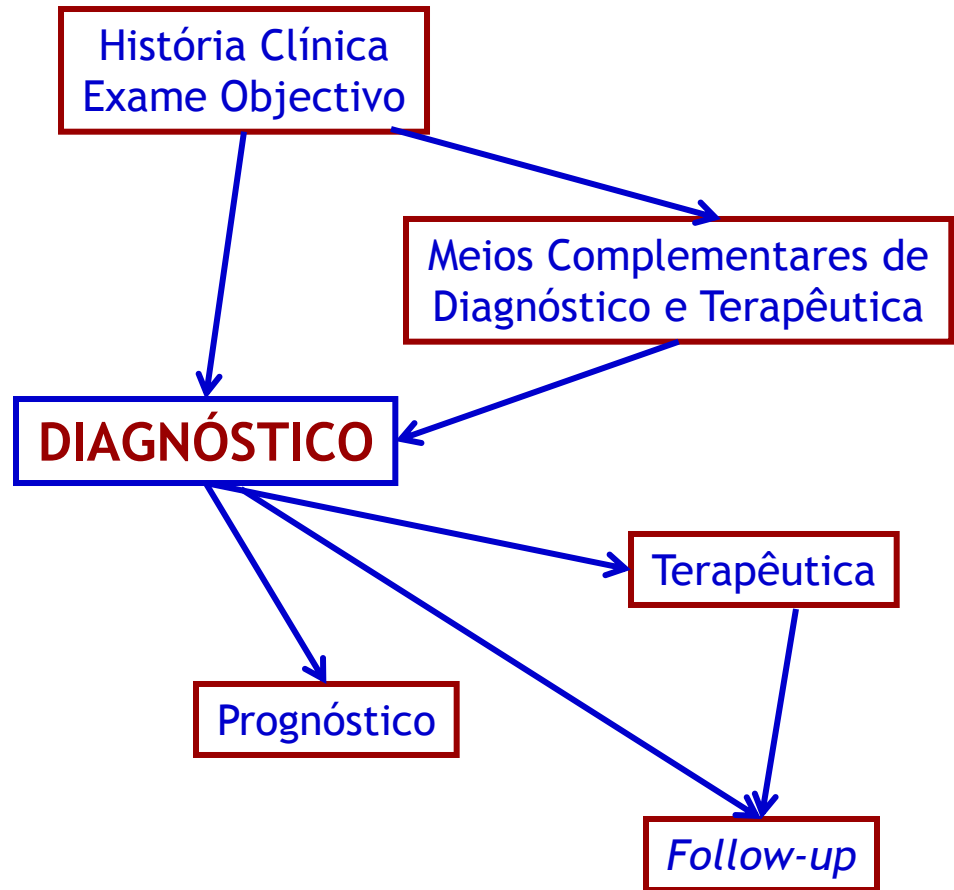 História Clínica
Exame Objectivo
Meios Complementares de
Diagnóstico e Terapêutica
DIAGNÓSTICO
Terapêutica
Prognóstico
Follow-up